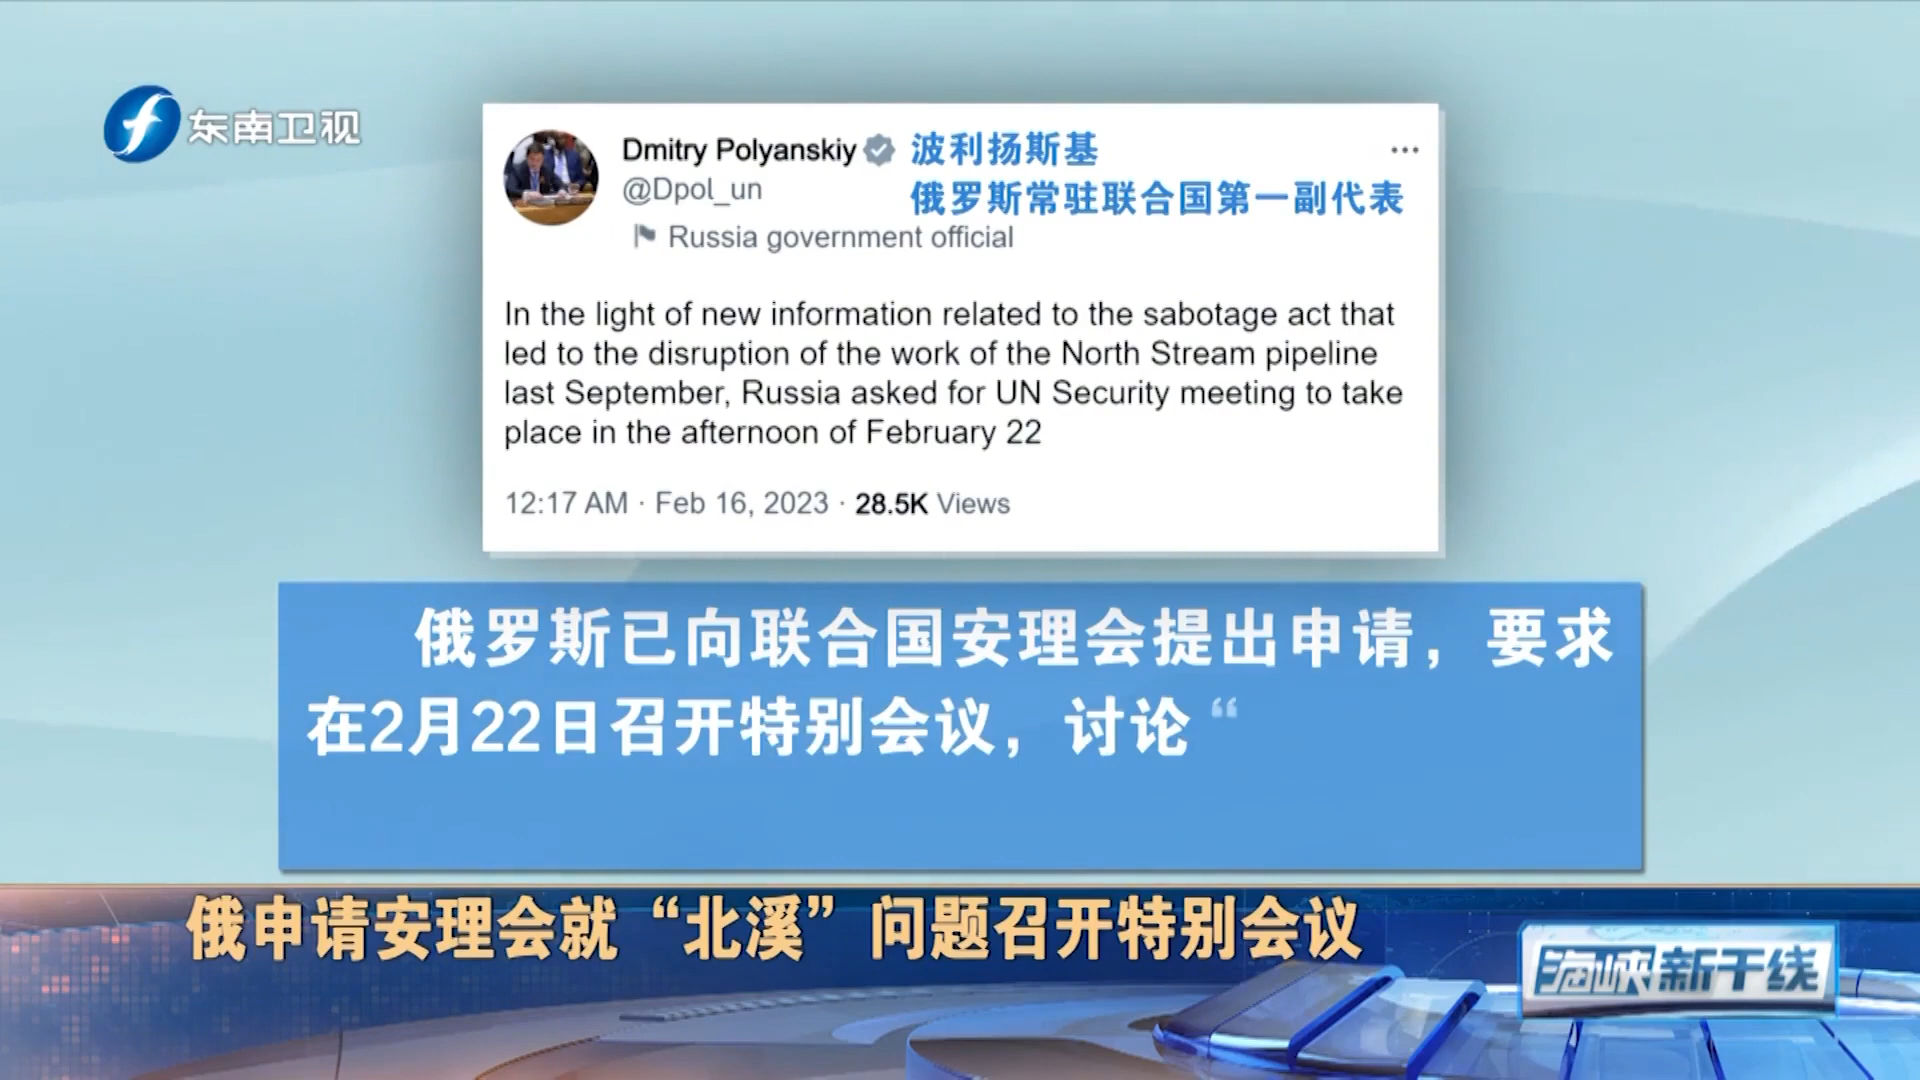 东南卫视
Dmitry Polyanskiy 波利扬斯基
@Dpol_un 俄罗斯常驻联合国第一副代表
Russia government official
In the light of new information related to the sabotage act that
led to the disruption of the work of the North Stream pipeline
last September, Russia asked for UN Security meeting to take
place in the afternoon of February 22
12:17 AM · Feb 16, 2023 · 28.5K Views
俄罗斯已向联合国安理会提出申请，要求
在2月22日召开特别会议，讨论“
俄申请安理会就“北溪”问题召开特别会议
海峡新干线